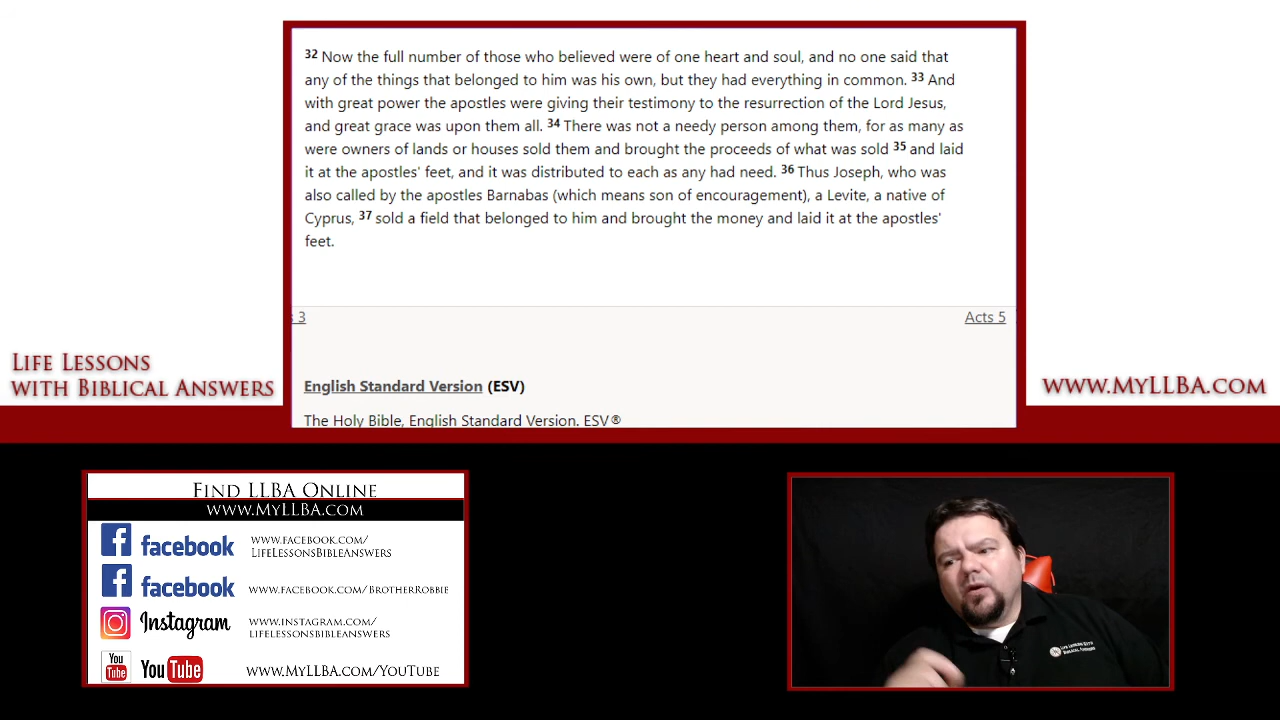 32 Now the full number of those who believed were of one heart and soul, and no one said that
any of the things that belonged to him was his own, but they had everything in common. 33 And
with great power the apostles were giving their testimony to the resurrection of the Lord Jesus,
and great grace was upon them all. 34 There was not a needy person among them, for as many as
were owners of lands or houses sold them and brought the proceeds of what was sold 35 and laid
it at the apostles' feet, and it was distributed to each as any had need. 36 Thus Joseph, who was
also called by the apostles Barnabas (which means son of encouragement), a Levite, a native of
Cyprus, 37 sold a field that belonged to him and brought the money and laid it at the apostles'
feet.
s 3
Acts 5
English Standard Version (ESV)
The Holy Bible, English Standard Version. ESV®
Life Lessons
with Biblical Answers
www.MyLLBA.com
Find LLBA Online
www.MyLLBA.com
facebook
www.facebook.com/
LifeLessonsBibleAnswers
facebook
www.facebook.com/BrotherRobbie
Instagram
www.instagram.com/
lifelessonsbibleanswers
You
Tube
YouTube
www.MyLLBA.com/YouTube
Life Lessons with
Biblical Answers